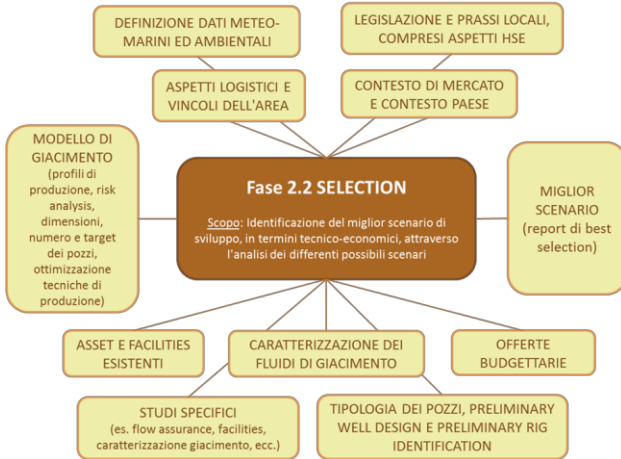 DEFINIZIONE DATI METEO-
MARINI ED AMBIENTALI
LEGISLAZIONE E PRASSI LOCALI,
COMPRESI ASPETTI HSE
ASPETTI LOGISTICI E
VINCOLI DELL'AREA
CONTESTO DI MERCATO
E CONTESTO PAESE
MODELLO DI
GIACIMENTO
(profili di
produzione, risk
analysis,
dimensioni,
numero e target
dei pozzi,
ottimizzazione
tecniche di
produzione)
Fase 2.2 SELECTION
Scopo: Identificazione del miglior scenario di
sviluppo, in termini tecnico-economici, attraverso
l'analisi dei differenti possibili scenari
MIGLIOR
SCENARIO
(report di best
selection)
ASSET E FACILITIES
ESISTENTI
CARATTERIZZAZIONE DEI
FLUIDI DI GIACIMENTO
OFFERTE
BUDGETTARIE
STUDI SPECIFICI
(es. flow assurance, facilities,
caratterizzazione giacimento, ecc.)
TIPOLOGIA DEI POZZI, PRELIMINARY
WELL DESIGN E PRELIMINARY RIG
IDENTIFICATION